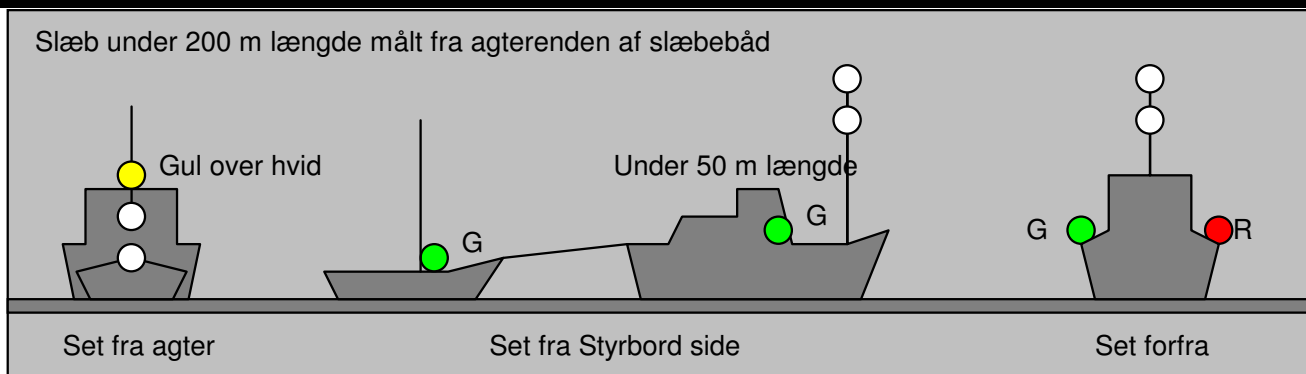 Slæb under 200 m længde målt fra agterenden af slæbebåd
Gul over hvid
Under 50 m længde
G
G
G
R
Set fra agter
Set fra Styrbord side
Set forfra